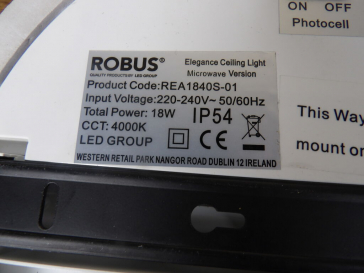 ON OFF
Photocell
ROBUS®
QUALITY PRODUCTS BY LED GROUP
Elegance Ceiling Light
Microwave Version
Product Code:REA1840S-01
Input Voltage:220-240V~ 50/60Hz
Total Power: 18W IP54
CCT: 4000K
LED GROUP CE
WESTERN RETAIL PARK NANGOR ROAD DUBLIN 12 IRELAND
This Way
mount on